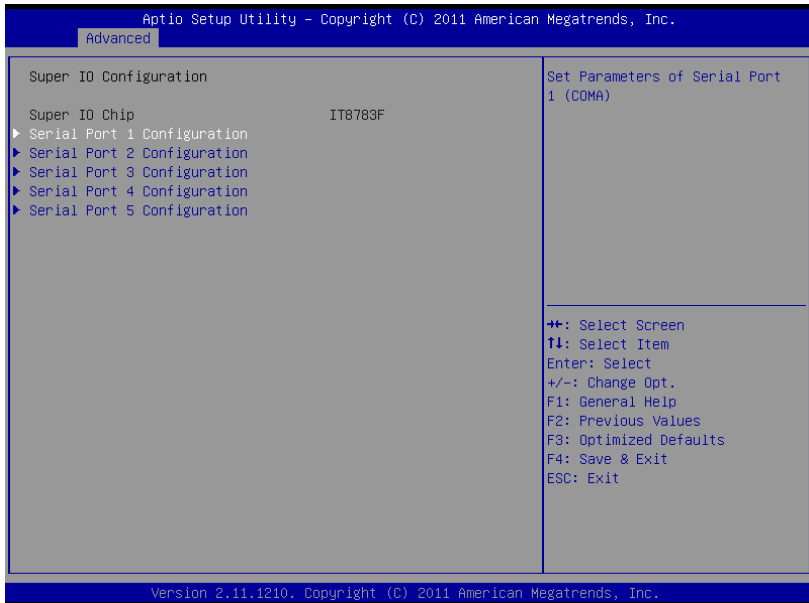 Aptio Setup Utility – Copyright (C) 2011 American Megatrends, Inc.
Advanced
Super IO Configuration
Super IO Chip IT8783F
▶ Serial Port 1 Configuration
▶ Serial Port 2 Configuration
▶ Serial Port 3 Configuration
▶ Serial Port 4 Configuration
▶ Serial Port 5 Configuration
Set Parameters of Serial Port
1 (COMA)
→←: Select Screen
↑↓: Select Item
Enter: Select
+/-: Change Opt.
F1: General Help
F2: Previous Values
F3: Optimized Defaults
F4: Save & Exit
ESC: Exit
Version 2.11.1210. Copyright (C) 2011 American Megatrends, Inc.